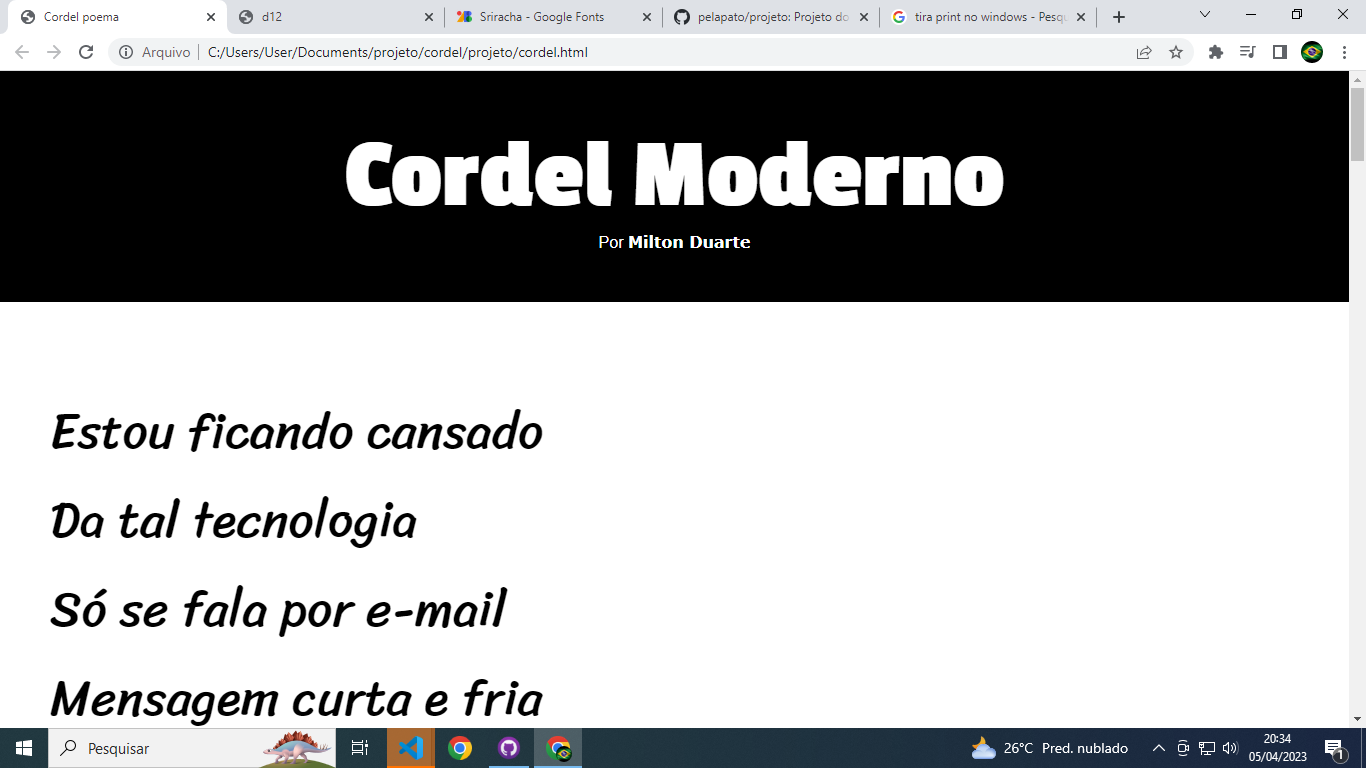 Cordel poema
d12
Sriracha - Google Fonts
pelapato/projeto: Projeto do
tira print no windows - Pesqu
Arquivo
C:/Users/User/Documents/projeto/cordel/projeto/cordel.html
Cordel Moderno
Por Milton Duarte
Estou ficando cansado
Da tal tecnologia
Só se fala por e-mail
Mensagem curta e fria
Pesquisar
26°C Pred. nublado
20:34
05/04/2023
1